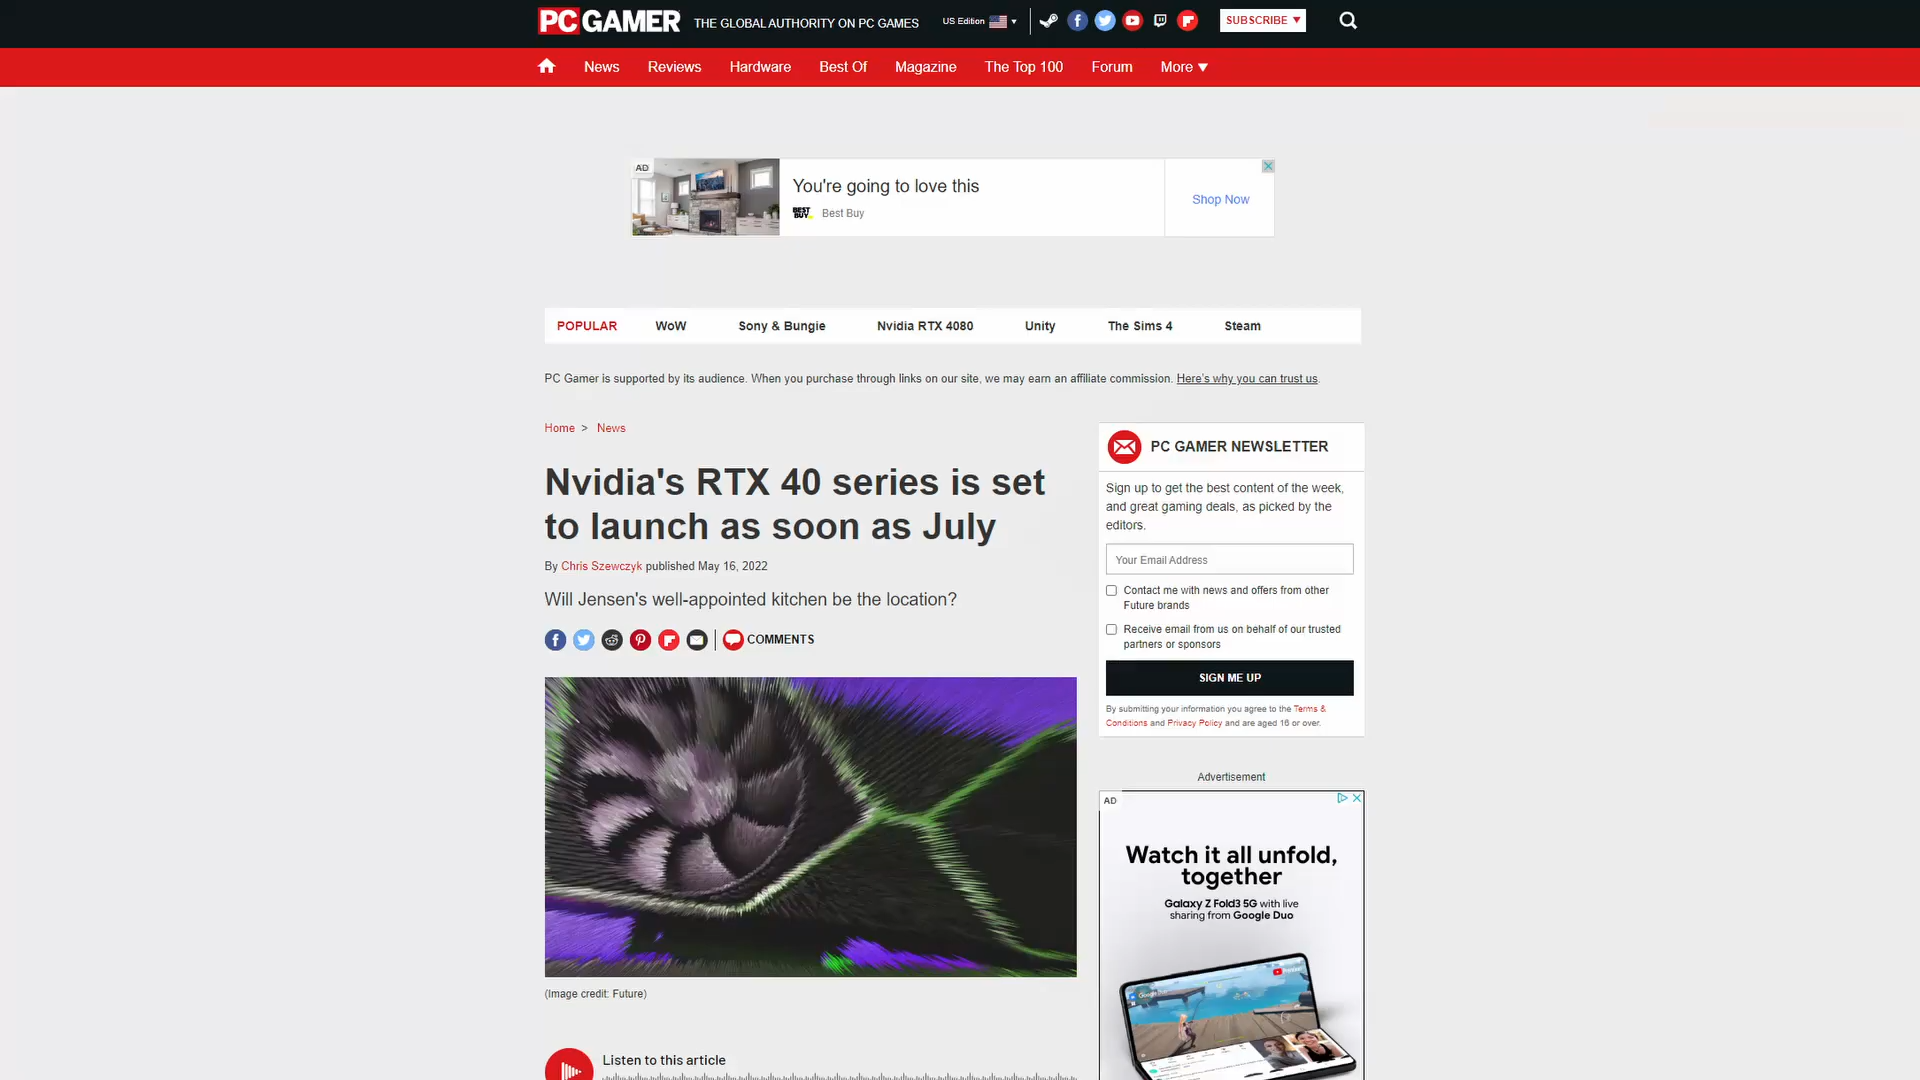 PC GAMER THE GLOBAL AUTHORITY ON PC GAMES US Edition SUBSCRIBE
News Reviews Hardware Best Of Magazine The Top 100 Forum More
AD
You're going to love this
BEST BUY Best Buy
Shop Now
POPULAR WoW Sony & Bungie Nvidia RTX 4080 Unity The Sims 4 Steam
PC Gamer is supported by its audience. When you purchase through links on our site, we may earn an affiliate commission. Here's why you can trust us.
Home > News
Nvidia's RTX 40 series is set
to launch as soon as July
By Chris Szewczyk published May 16, 2022
Will Jensen's well-appointed kitchen be the location?
COMMENTS
(Image credit: Future)
Listen to this article
PC GAMER NEWSLETTER
Sign up to get the best content of the week,
and great gaming deals, as picked by the
editors.
Your Email Address
Contact me with news and offers from other
Future brands
Receive email from us on behalf of our trusted
partners or sponsors
SIGN ME UP
By submitting your information you agree to the Terms &
Conditions and Privacy Policy and are aged 16 or over.
Advertisement
AD
Watch it all unfold,
together
Galaxy Z Fold3 5G with live
sharing from Google Duo